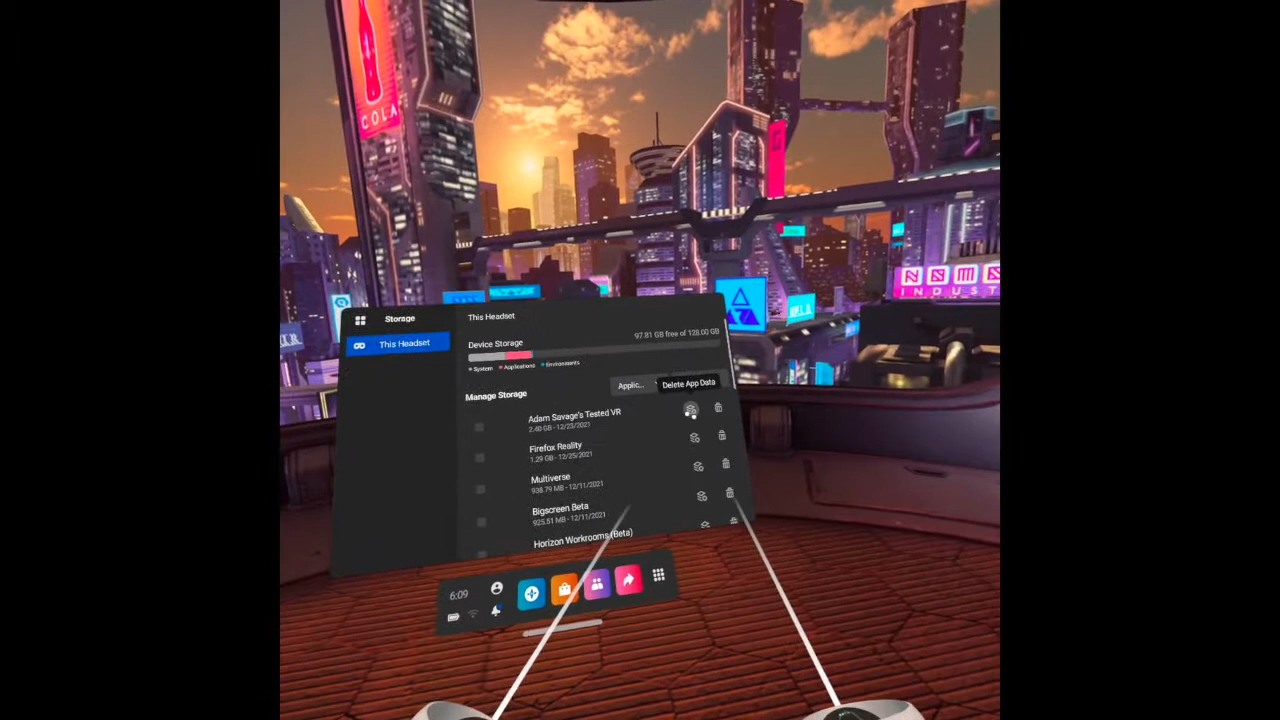 COLA
INDUST
Storage
This Headset
This Headset
97.81 GB free of 128.00 GB
Device Storage
System Applications Environments
Manage Storage
Applic...
Delete App Data
Adam Savage's Tested VR
2.40 GB - 12/23/2021
Firefox Reality
1.29 GB - 12/25/2021
Multiverse
938.79 MB - 12/11/2021
Bigscreen Beta
925.51 MB - 12/11/2021
Horizon Workrooms (Beta)
6:09